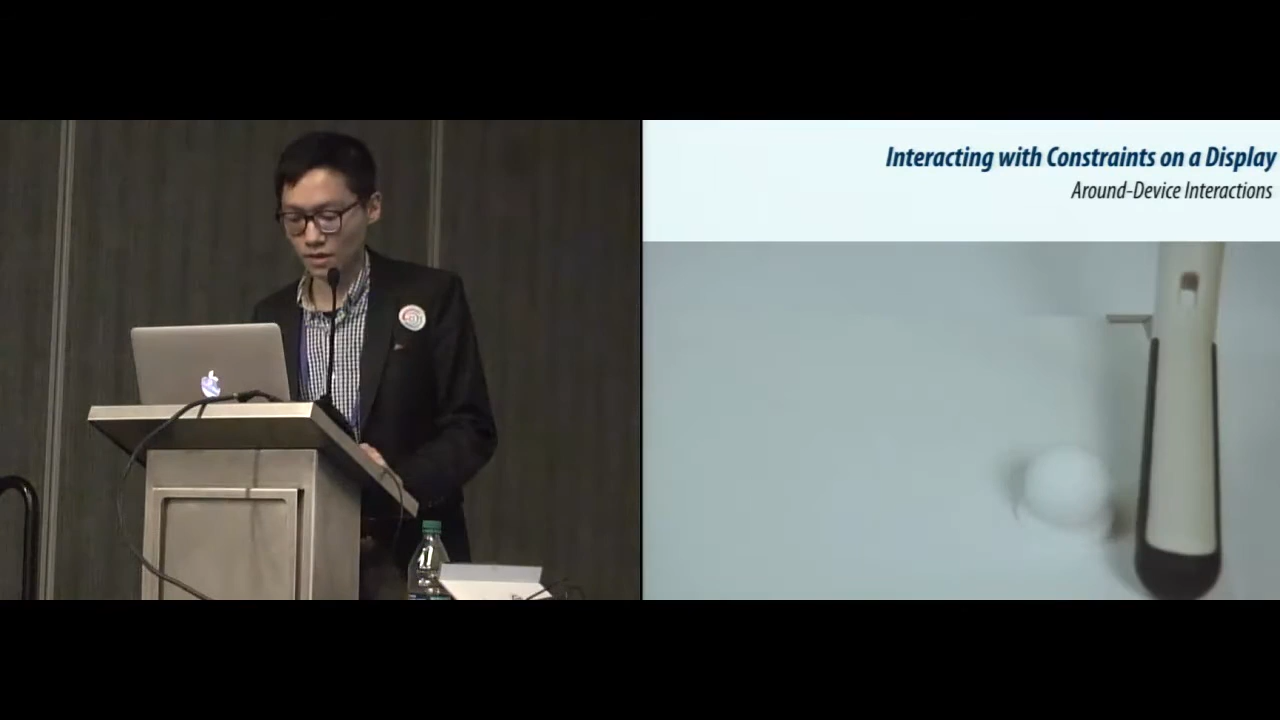 Interacting with Constraints on a Display
Around-Device Interactions